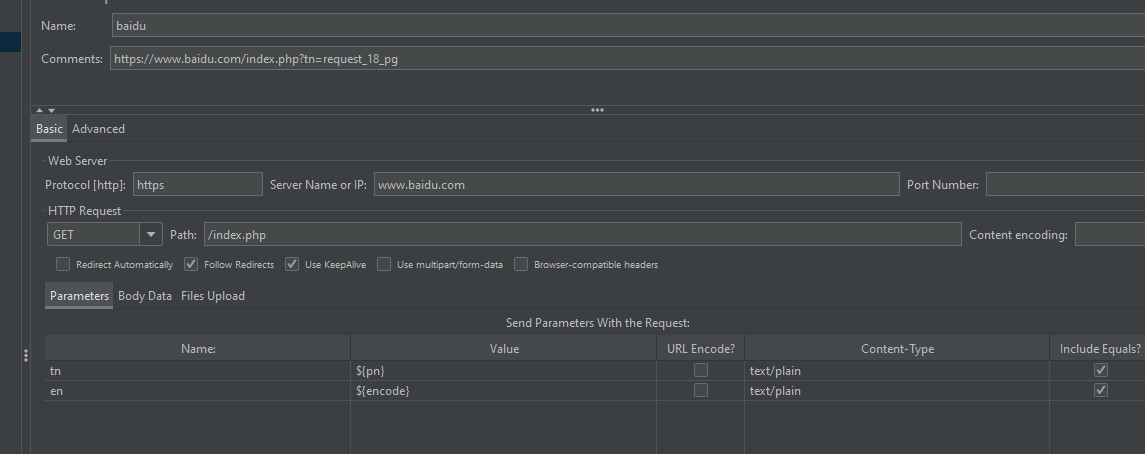 Name: baidu
Comments: https://www.baidu.com/index.php?tn=request_18_pg
Basic Advanced
Web Server
Protocol [http]: https Server Name or IP: www.baidu.com Port Number:
HTTP Request
GET Path: /index.php Content encoding:
Redirect Automatically Follow Redirects Use KeepAlive Use multipart/form-data Browser-compatible headers
Parameters Body Data Files Upload
Send Parameters With the Request:
Name: Value URL Encode? Content-Type Include Equals?
tn ${pn} text/plain
en ${encode} text/plain